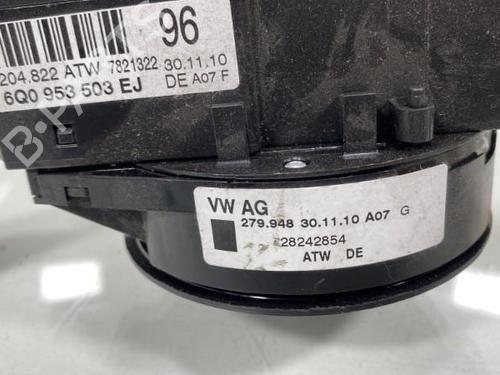 96
204.822 ATW 7821322 30.11.10
6Q0 953 503 EJ DE A07 F
VW AG
279.948 30.11.10 A07 G
28242854
ATW DE